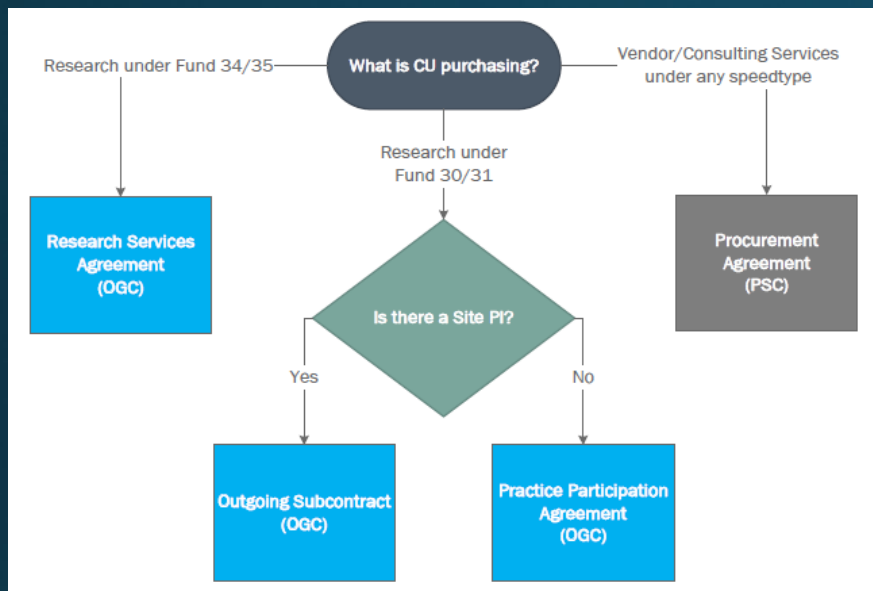 What is CU purchasing?
Research under Fund 34/35
Vendor/Consulting Services
under any speedtype
Research under
Fund 30/31
Research Services
Agreement
(OGC)
Procurement
Agreement
(PSC)
Is there a Site PI?
Yes
No
Outgoing Subcontract
(OGC)
Practice Participation
Agreement
(OGC)